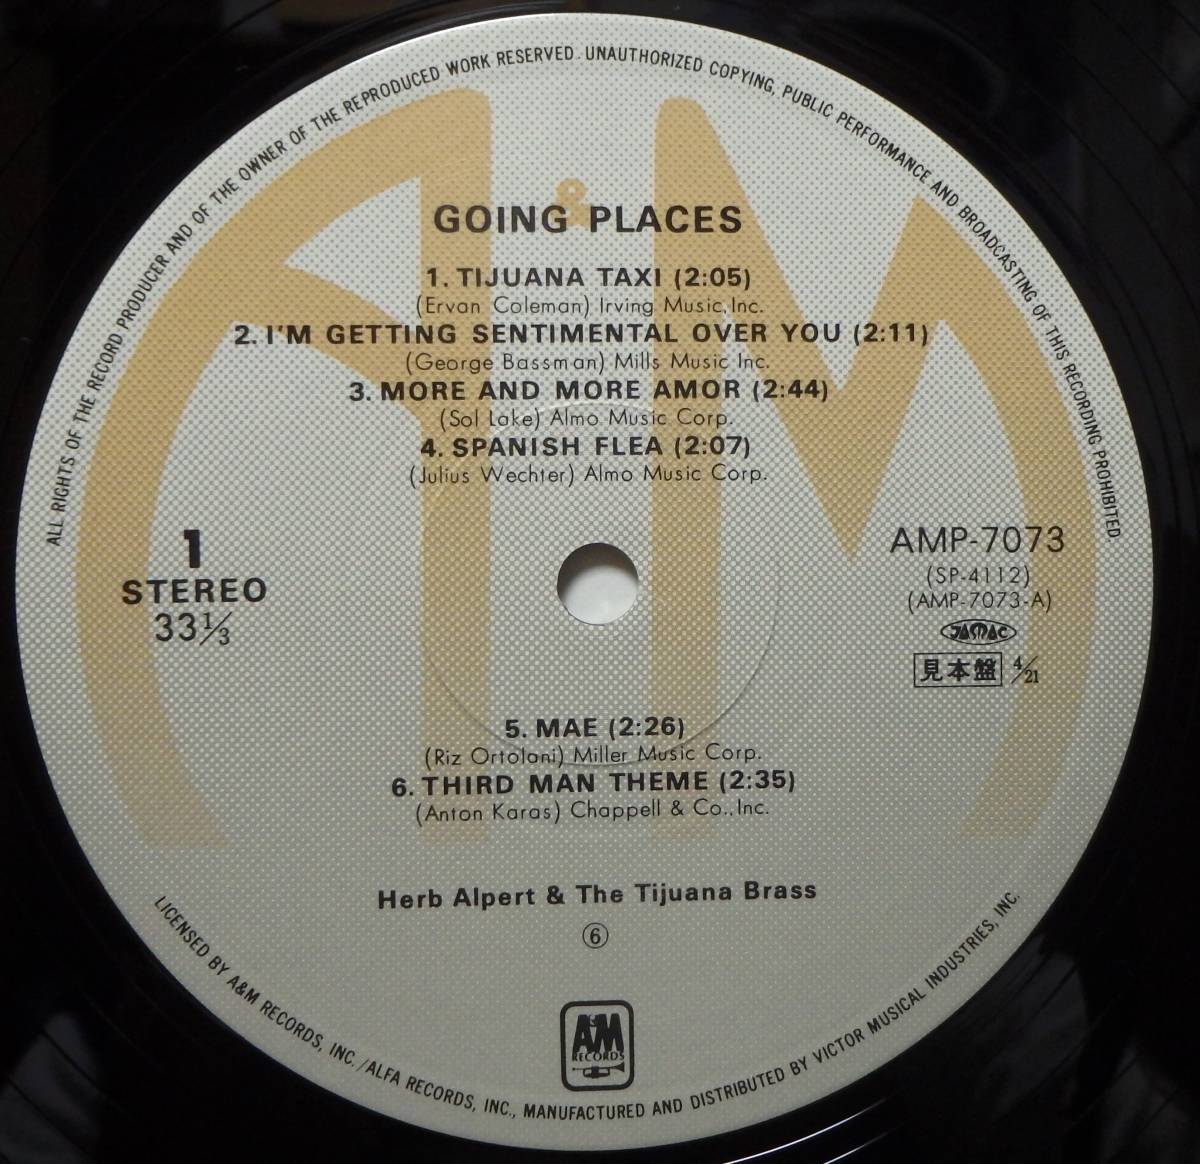 ALL RIGHTS OF THE RECORD PRODUCER AND OF THE OWNER OF THE REPRODUCED WORK RESERVED. UNAUTHORIZED COPYING, PUBLIC PERFORMANCE AND BROADCASTING OF THIS RECORDING PROHIBITED
A&M
GOING PLACES
1. TIJUANA TAXI (2:05)
(Ervan Coleman) Irving Music, Inc.
2. I'M GETTING SENTIMENTAL OVER YOU (2:11)
(George Bassman) Mills Music Inc.
3. MORE AND MORE AMOR (2:44)
(Sol Lake) Almo Music Corp.
4. SPANISH FLEA (2:07)
(Julius Wechter) Almo Music Corp.
1
STEREO
33⅓
AMP-7073
(SP-4112)
(AMP-7073-A)
JAMAC
見本盤 4/21
5. MAE (2:26)
(Riz Ortolani) Miller Music Corp.
6. THIRD MAN THEME (2:35)
(Anton Karas) Chappell & Co., Inc.
Herb Alpert & The Tijuana Brass
⑥
A&M
RECORDS
LICENSED BY A&M RECORDS, INC./ALFA RECORDS, INC., MANUFACTURED AND DISTRIBUTED BY VICTOR MUSICAL INDUSTRIES, INC.